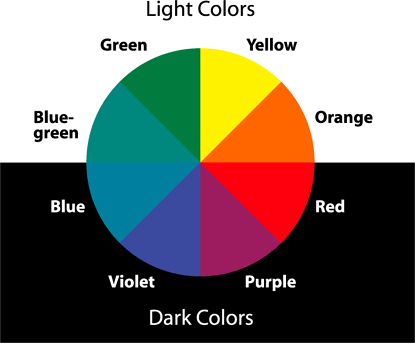 Light Colors
Green
Yellow
Blue-
green
Orange
Blue
Red
Violet
Purple
Dark Colors